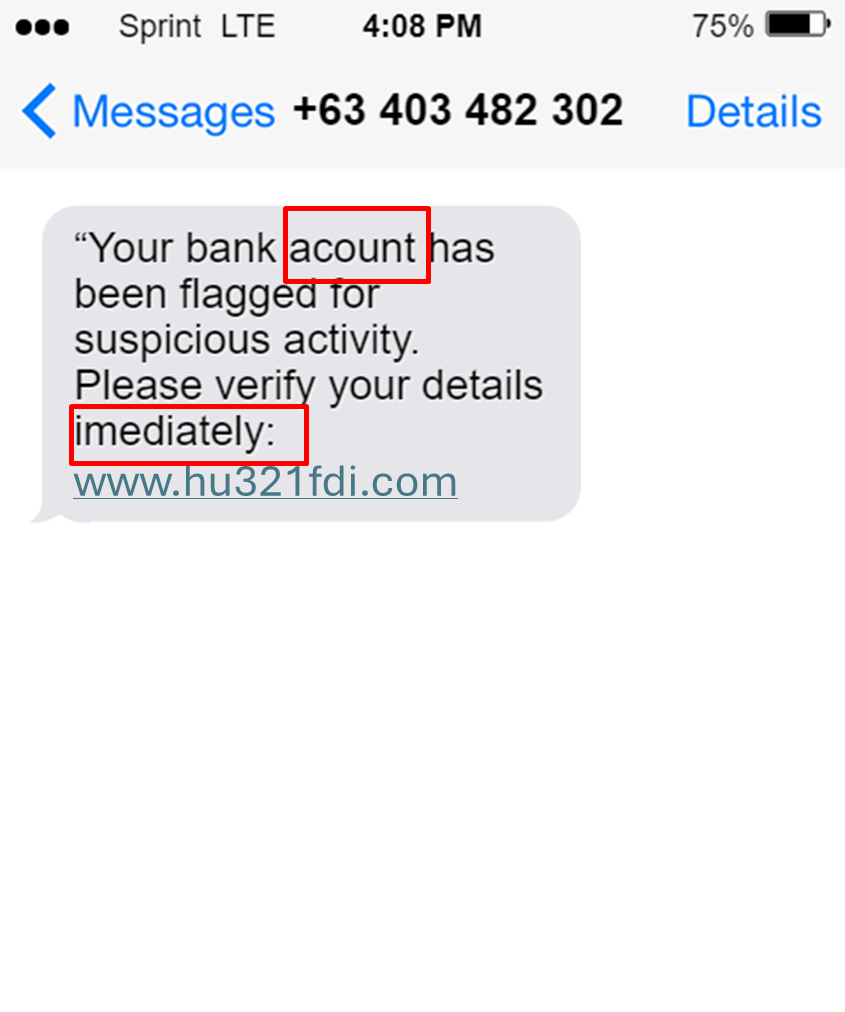 Sprint LTE 4:08 PM 75%
Messages +63 403 482 302 Details
“Your bank acount has
been flagged for
suspicious activity.
Please verify your details
imediately:
www.hu321fdi.com